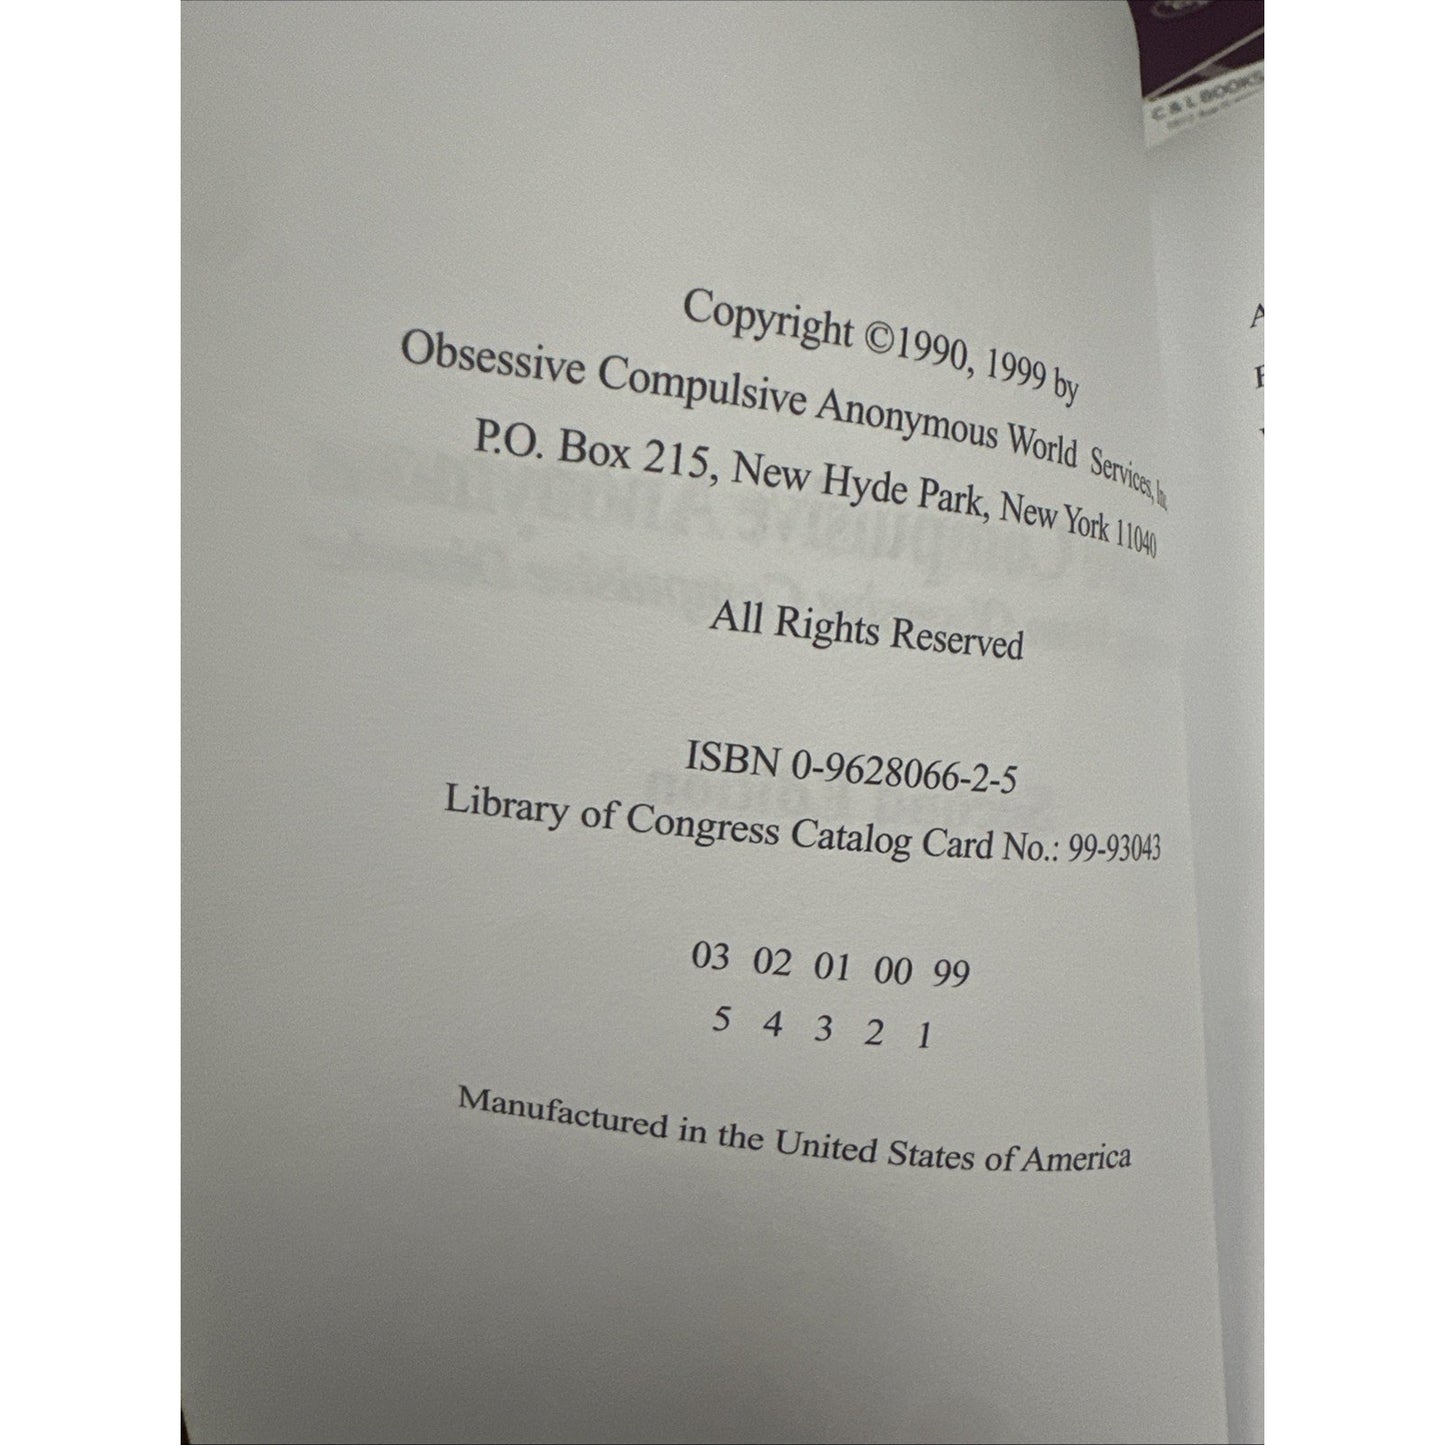 C & L BOOKS
Copyright ©1990, 1999 by
Obsessive Compulsive Anonymous World Services, Inc.
P.O. Box 215, New Hyde Park, New York 11040
All Rights Reserved
ISBN 0-9628066-2-5
Library of Congress Catalog Card No.: 99-93043
03 02 01 00 99
5 4 3 2 1
Manufactured in the United States of America